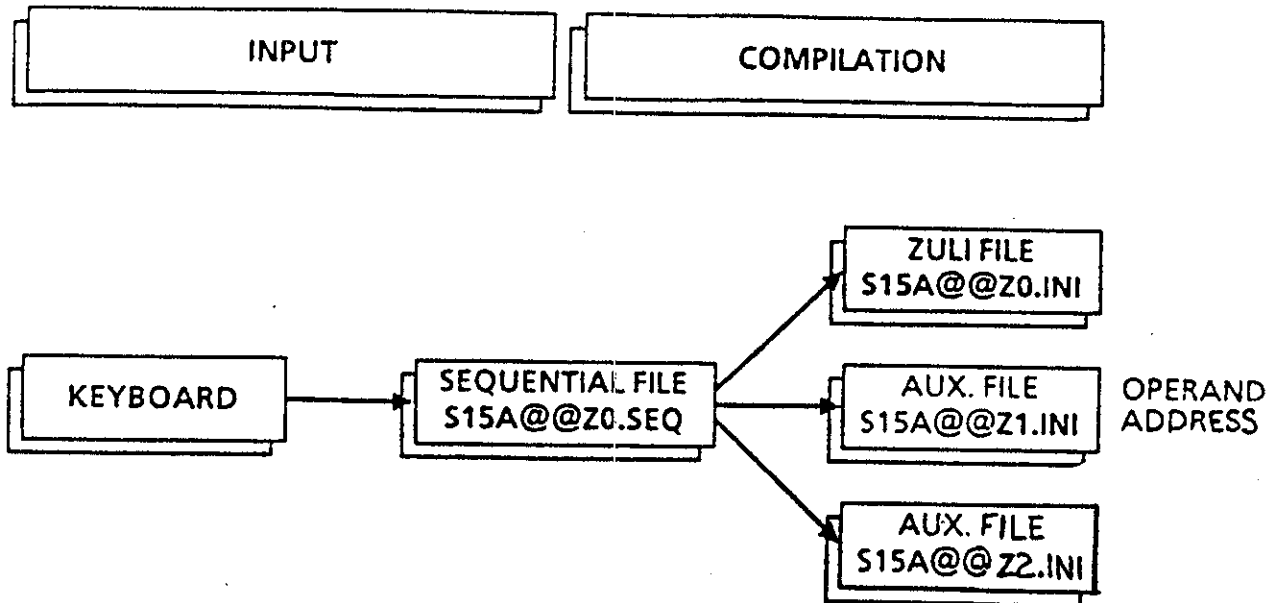 INPUT
COMPILATION
ZULI FILE
S15A@@Z0.INI
KEYBOARD
SEQUENTIAL FILE
S15A@@Z0.SEQ
AUX. FILE
S15A@@Z1.INI
OPERAND
ADDRESS
AUX. FILE
S15A@@Z2.INI